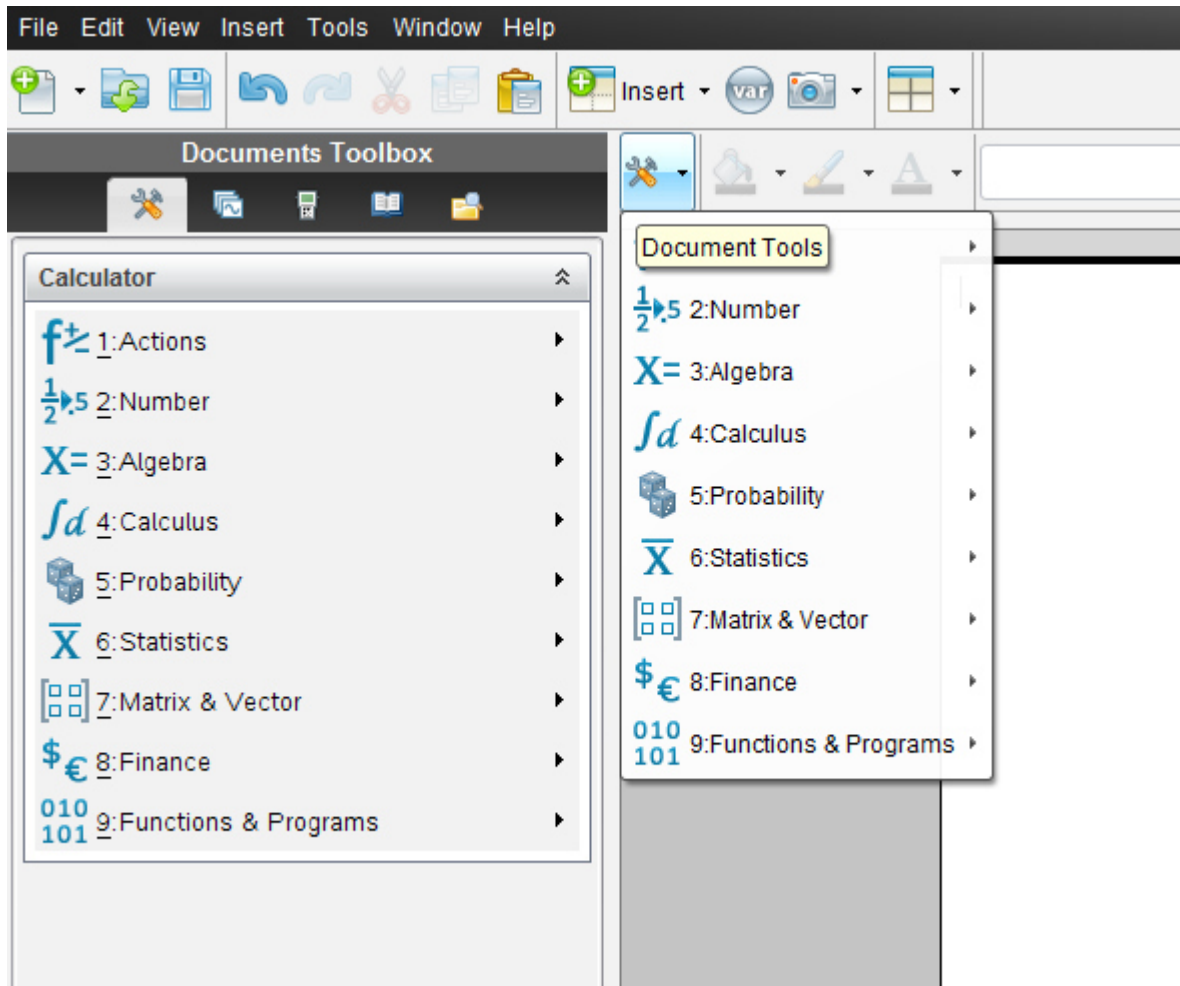 File Edit View Insert Tools Window Help
Insert var
Documents Toolbox
Calculator
1:Actions
2:Number
3:Algebra
4:Calculus
5:Probability
6:Statistics
7:Matrix & Vector
8:Finance
9:Functions & Programs
Document Tools
2:Number
3:Algebra
4:Calculus
5:Probability
6:Statistics
7:Matrix & Vector
8:Finance
9:Functions & Programs